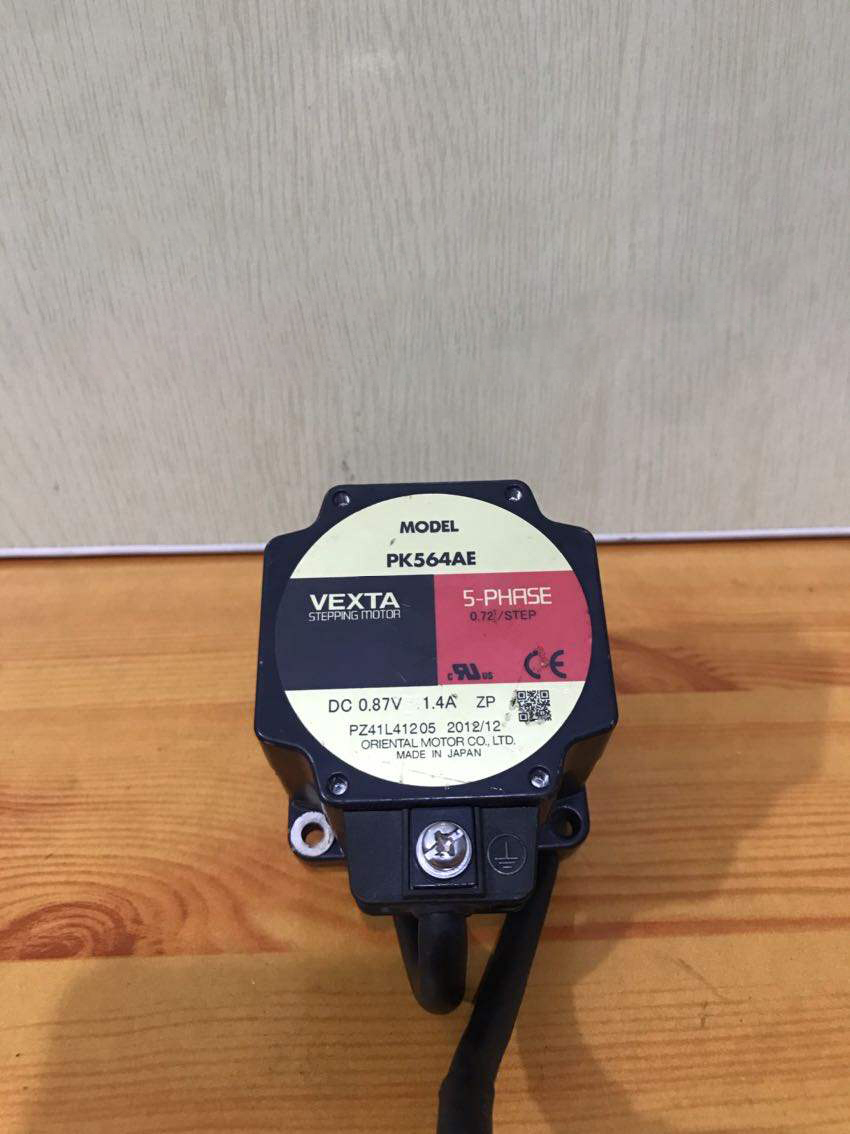 MODEL
PK564AE
VEXTA
STEPPING MOTOR
5-PHASE
0.72°/STEP
c RU us CE
DC 0.87V 1.4A ZP
PZ41L41205 2012/12
ORIENTAL MOTOR CO., LTD.
MADE IN JAPAN